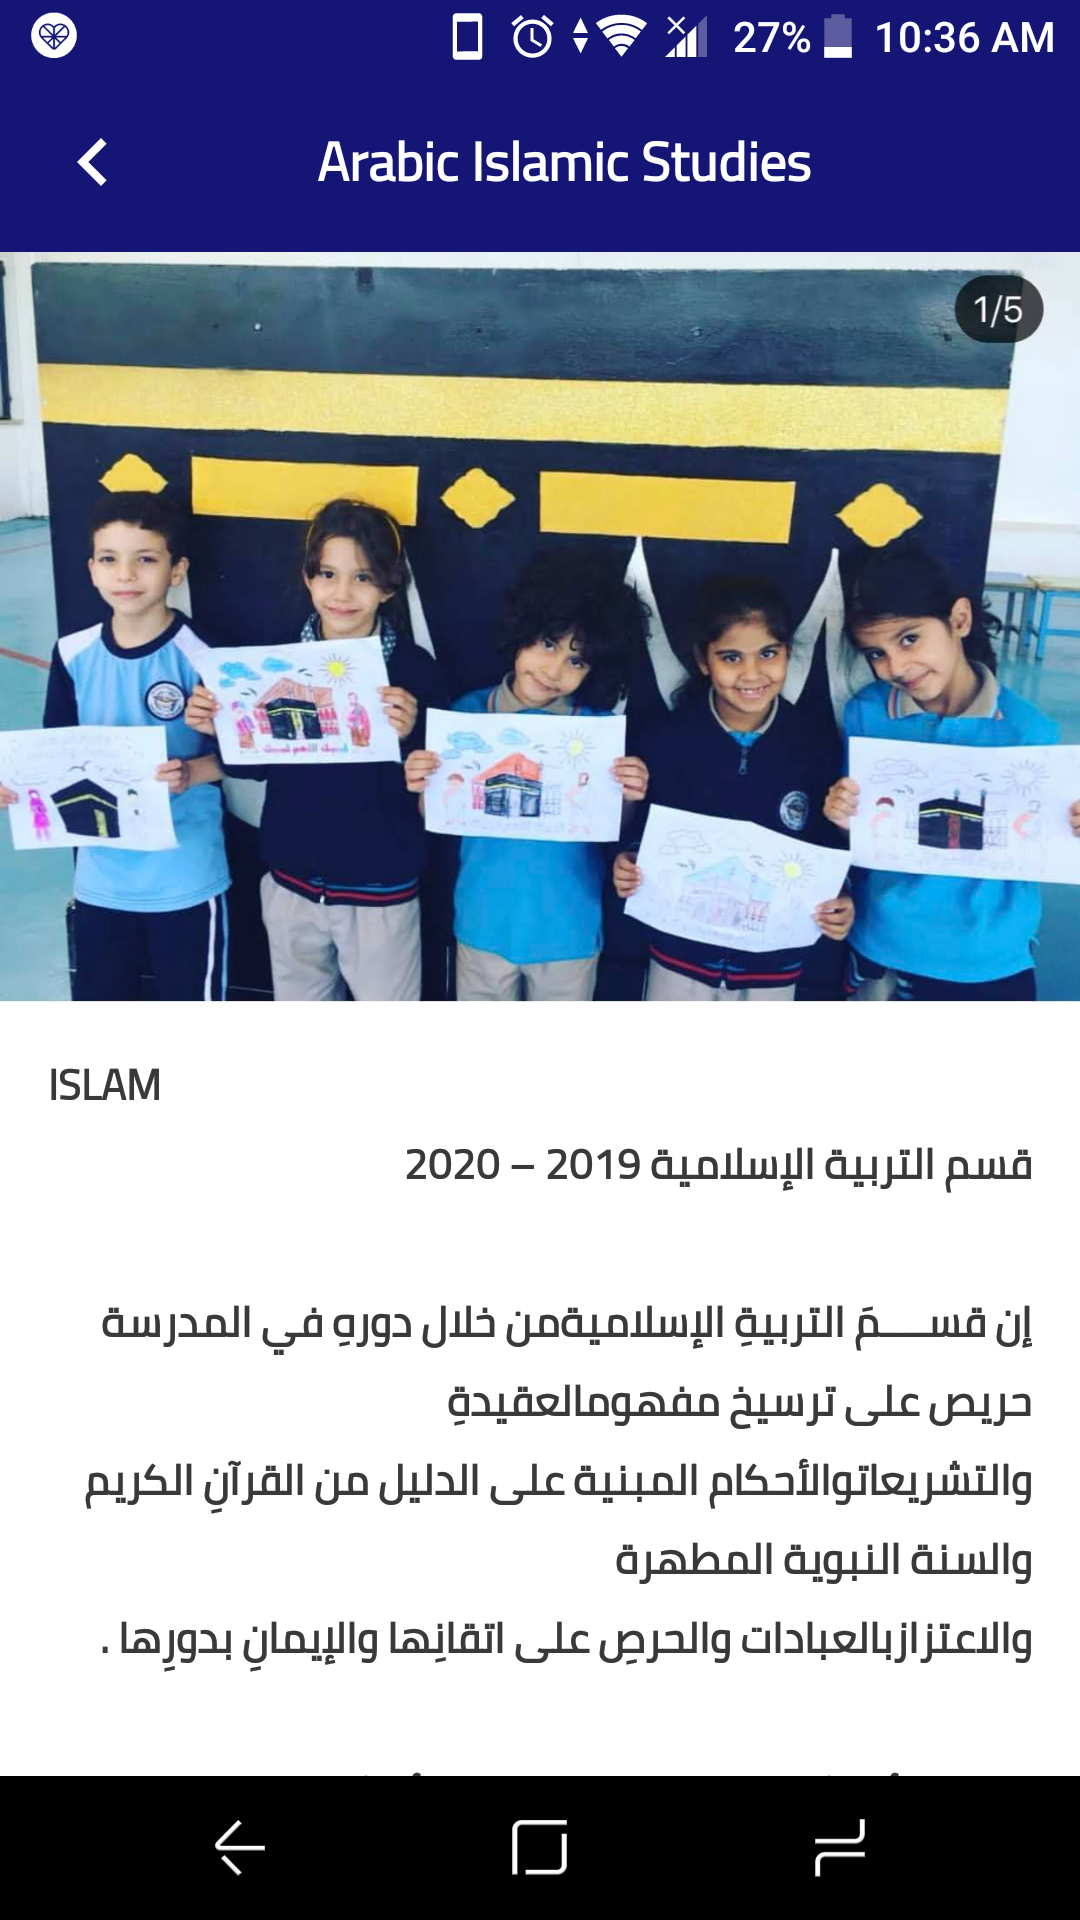 27% 10:36 AM
Arabic Islamic Studies
1/5
ISLAM
قسم التربية الإسلامية 2019 – 2020
إن قســـمَ التربيةِ الإسلاميةمن خلال دورهِ في المدرسة
حريص على ترسيخ مفهومالعقيدةِ
والتشريعاتوالأحكام المبنية على الدليل من القرآنِ الكريم
والسنة النبوية المطهرة
والاعتزازبالعبادات والحرصِ على اتقانِها والإيمانِ بدورِها .